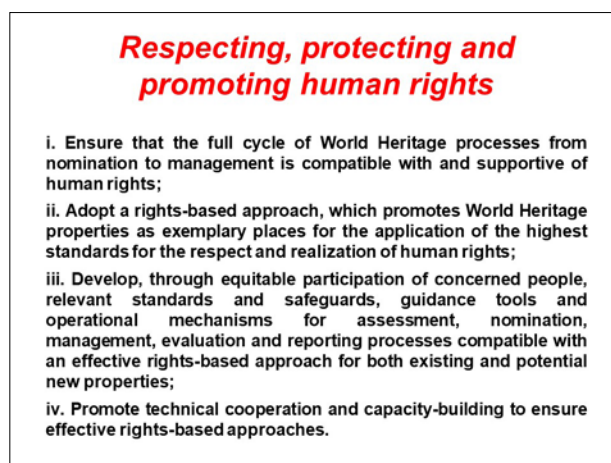 Respecting, protecting and
promoting human rights
i. Ensure that the full cycle of World Heritage processes from
nomination to management is compatible with and supportive of
human rights;
ii. Adopt a rights-based approach, which promotes World Heritage
properties as exemplary places for the application of the highest
standards for the respect and realization of human rights;
iii. Develop, through equitable participation of concerned people,
relevant standards and safeguards, guidance tools and
operational mechanisms for assessment, nomination,
management, evaluation and reporting processes compatible with
an effective rights-based approach for both existing and potential
new properties;
iv. Promote technical cooperation and capacity-building to ensure
effective rights-based approaches.